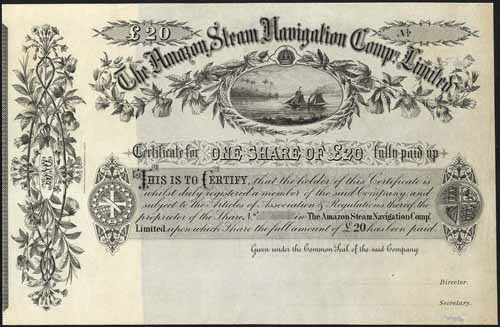 £20
No
The Amazon Steam Navigation Compy. Limited
Certificate for ONE SHARE OF £20 fully paid up
THIS IS TO CERTIFY, that the holder of this Certificate is
whilst duly registered a member of the said Company, and
subject to the Articles of Association & Regulations thereof, the
proprietor of the Share, No. in The Amazon Steam Navigation Compy.
Limited, upon which Share the full amount of £20 has been paid.
Given under the Common Seal of the said Company
Director.
Secretary.